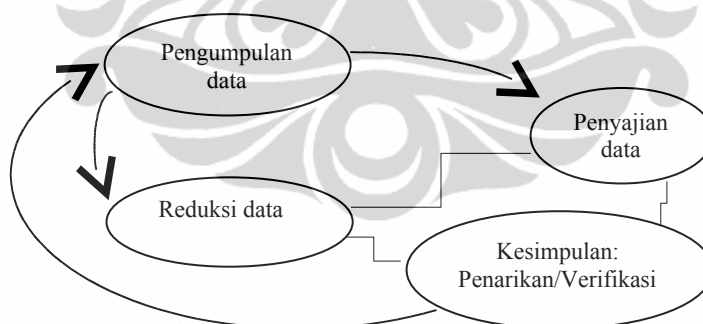 Pengumpulan
data
Penyajian
data
Reduksi data
Kesimpulan:
Penarikan/Verifikasi